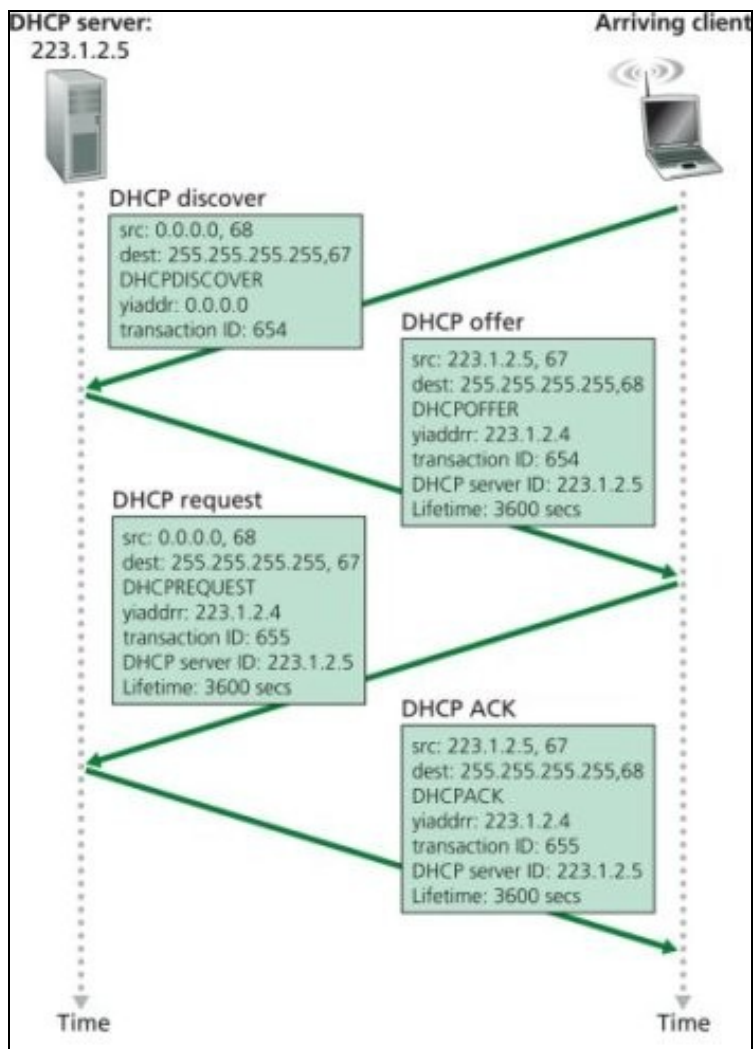 DHCP server:
223.1.2.5
Arriving client
DHCP discover
src: 0.0.0.0, 68
dest: 255.255.255.255,67
DHCPDISCOVER
yiaddr: 0.0.0.0
transaction ID: 654
DHCP offer
src: 223.1.2.5, 67
dest: 255.255.255.255,68
DHCPOFFER
yiaddrr: 223.1.2.4
transaction ID: 654
DHCP server ID: 223.1.2.5
Lifetime: 3600 secs
DHCP request
src: 0.0.0.0, 68
dest: 255.255.255.255, 67
DHCPREQUEST
yiaddrr: 223.1.2.4
transaction ID: 655
DHCP server ID: 223.1.2.5
Lifetime: 3600 secs
DHCP ACK
src: 223.1.2.5, 67
dest: 255.255.255.255,68
DHCPACK
yiaddrr: 223.1.2.4
transaction ID: 655
DHCP server ID: 223.1.2.5
Lifetime: 3600 secs
Time
Time